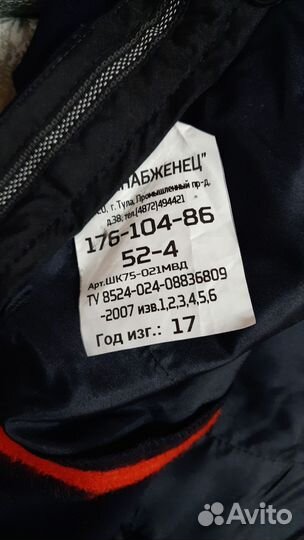 НАБЖЕНЕЦ"
г. Тула, Промышленный пр-д,
д.38, тел.(4872)494421
176-104-86
52-4
Арт.ШК75-021МВД
ТУ 8524-024-08836809
-2007 изв.1,2,3,4,5,6
Год изг.: 17
Avito